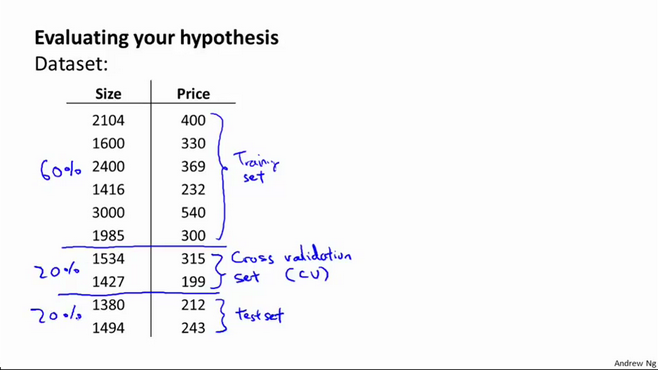 Evaluating your hypothesis
Dataset:
Size Price
2104 400
1600 330
60% 2400 369 Training
1416 232 set
3000 540
1985 300
1534 315 Cross validation
20% 1427 199 set (CV)
20% 1380 212 test set
1494 243
Andrew Ng